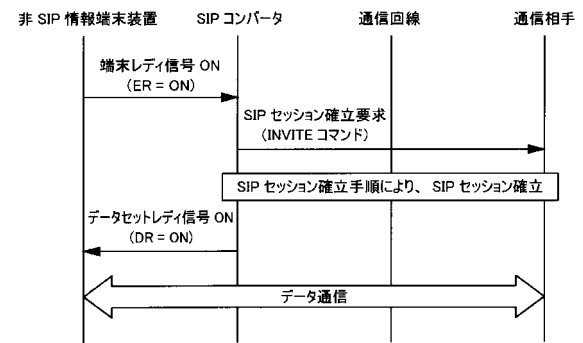 非 SIP 情報端末装置
SIP コンバータ
通信回線
通信相手
端末レディ信号 ON
(ER = ON)
SIP セッション確立要求
(INVITE コマンド)
SIP セッション確立手順により、 SIP セッション確立
データセットレディ信号 ON
(DR = ON)
データ通信